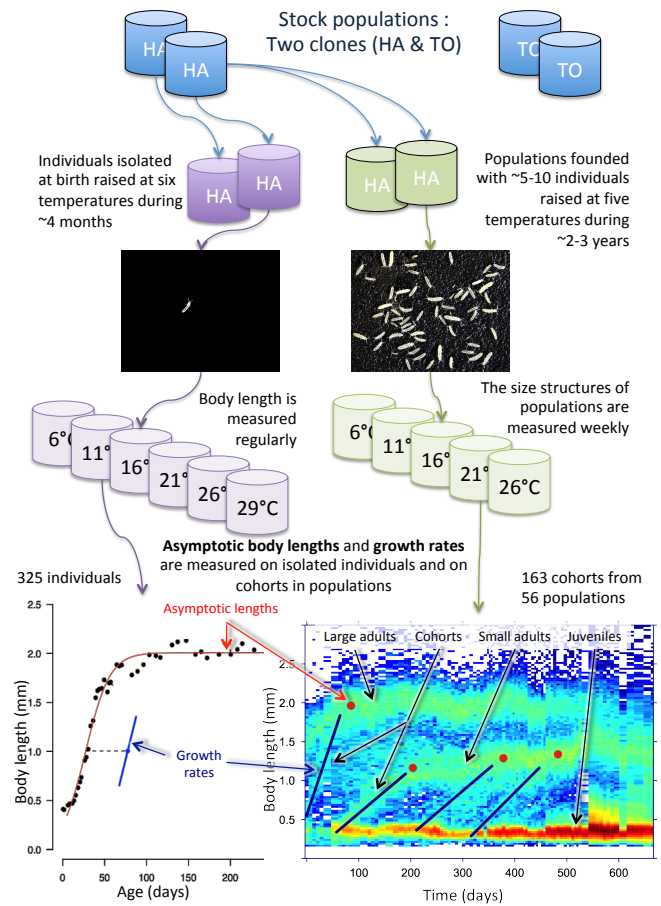 Stock populations :
Two clones (HA & TO)
HA
HA
TO
TO
Individuals isolated
at birth raised at six
temperatures during
~4 months
HA
HA
HA
HA
Populations founded
with ~5-10 individuals
raised at five
temperatures during
~2-3 years
Body length is
measured
regularly
The size structures of
populations are
measured weekly
6°C
11°
16°
21°
26°
29°C
6°C
11°
16°
21°
26°C
Asymptotic body lengths and growth rates
are measured on isolated individuals and on
cohorts in populations
325 individuals
163 cohorts from
56 populations
Asymptotic lengths
Large adults
Cohorts
Small adults
Juveniles
Growth
rates
Body length (mm)
2.5
2.0
1.5
1.0
0.5
0.0
0
50
100
150
200
Age (days)
Body length (mm)
2.5
2.0
1.5
1.0
0.5
0
100
200
300
400
500
600
Time (days)